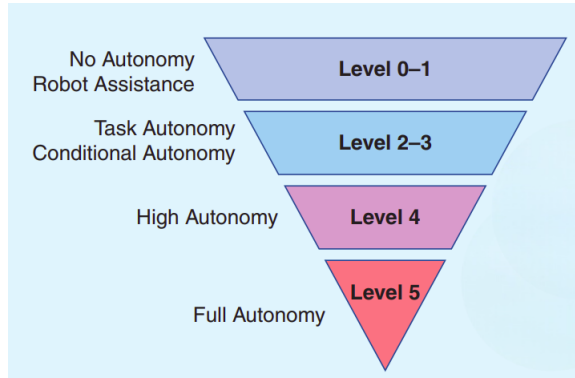 No Autonomy
Robot Assistance
Level 0–1
Task Autonomy
Conditional Autonomy
Level 2–3
High Autonomy
Level 4
Level 5
Full Autonomy